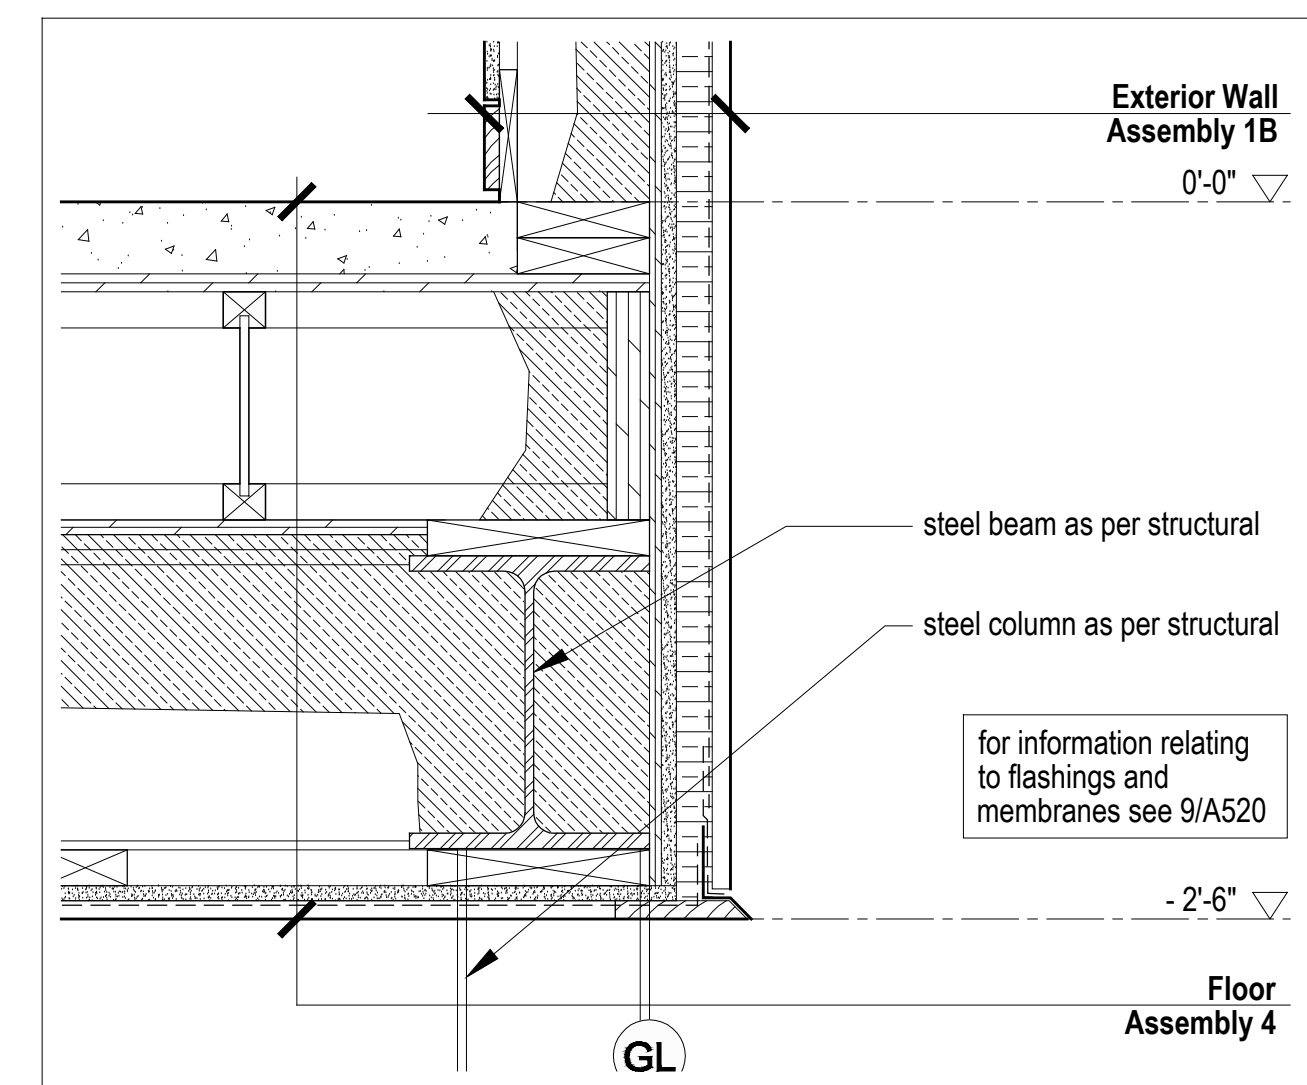 Exterior Wall
Assembly 1B
0'-0"
steel beam as per structural
steel column as per structural
for information relating
to flashings and
membranes see 9/A520
- 2'-6"
Floor
Assembly 4
GL